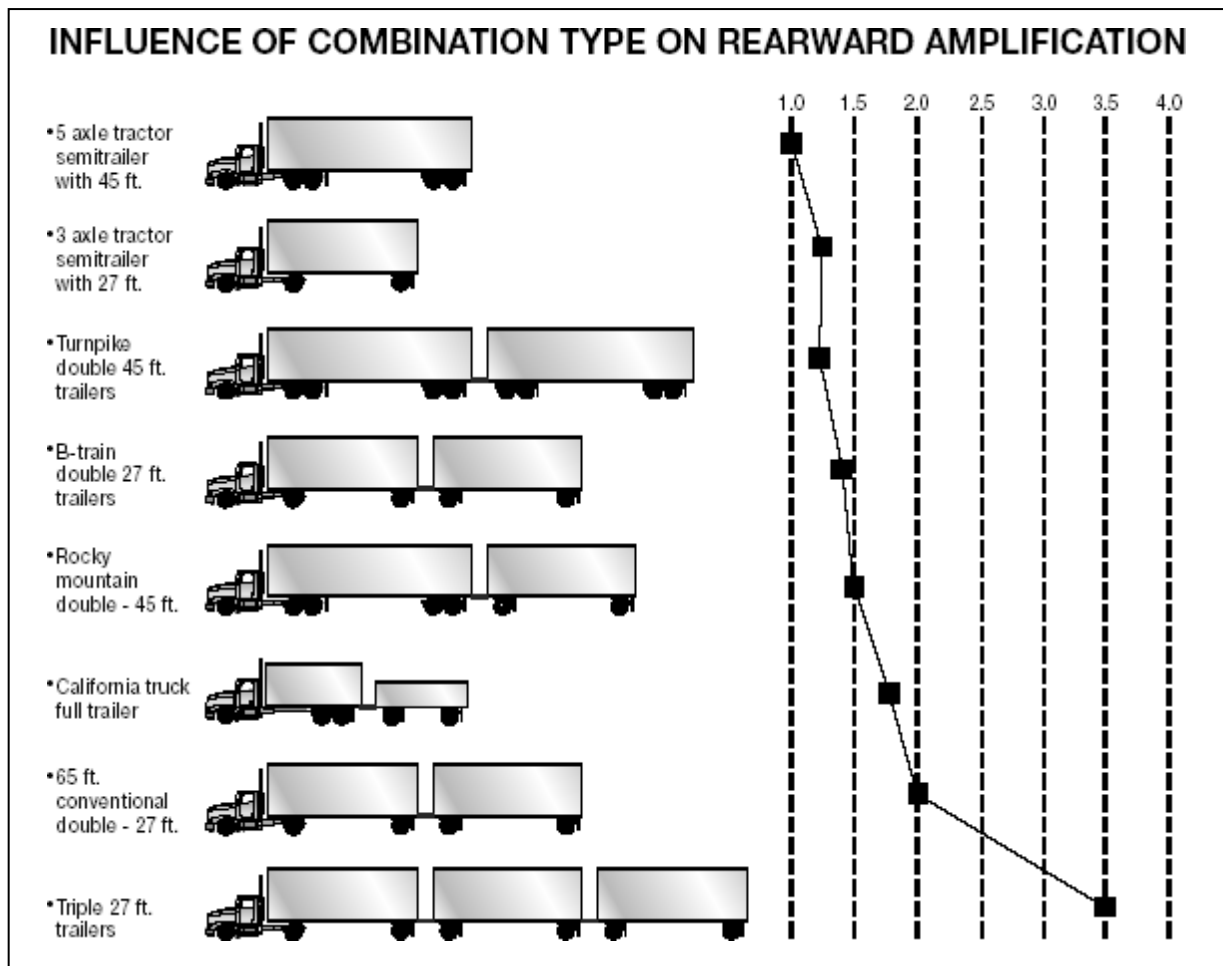 INFLUENCE OF COMBINATION TYPE ON REARWARD AMPLIFICATION
1.0 1.5 2.0 2.5 3.0 3.5 4.0
•5 axle tractor
semitrailer
with 45 ft.
•3 axle tractor
semitrailer
with 27 ft.
•Turnpike
double 45 ft.
trailers
•B-train
double 27 ft.
trailers
•Rocky
mountain
double - 45 ft.
•California truck
full trailer
•65 ft.
conventional
double - 27 ft.
•Triple 27 ft.
trailers